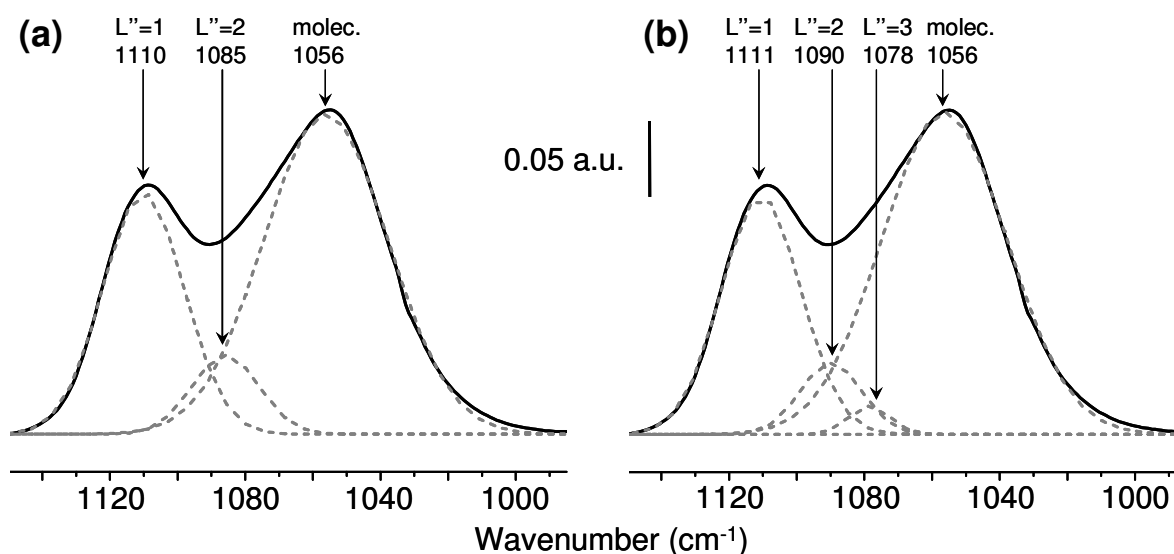 (a)
L”=1 L”=2 molec.
1110 1085 1056
(b)
L”=1 L”=2 L”=3 molec.
1111 1090 1078 1056
0.05 a.u.
1120 1080 1040 1000
1120 1080 1040 1000
Wavenumber (cm⁻¹)